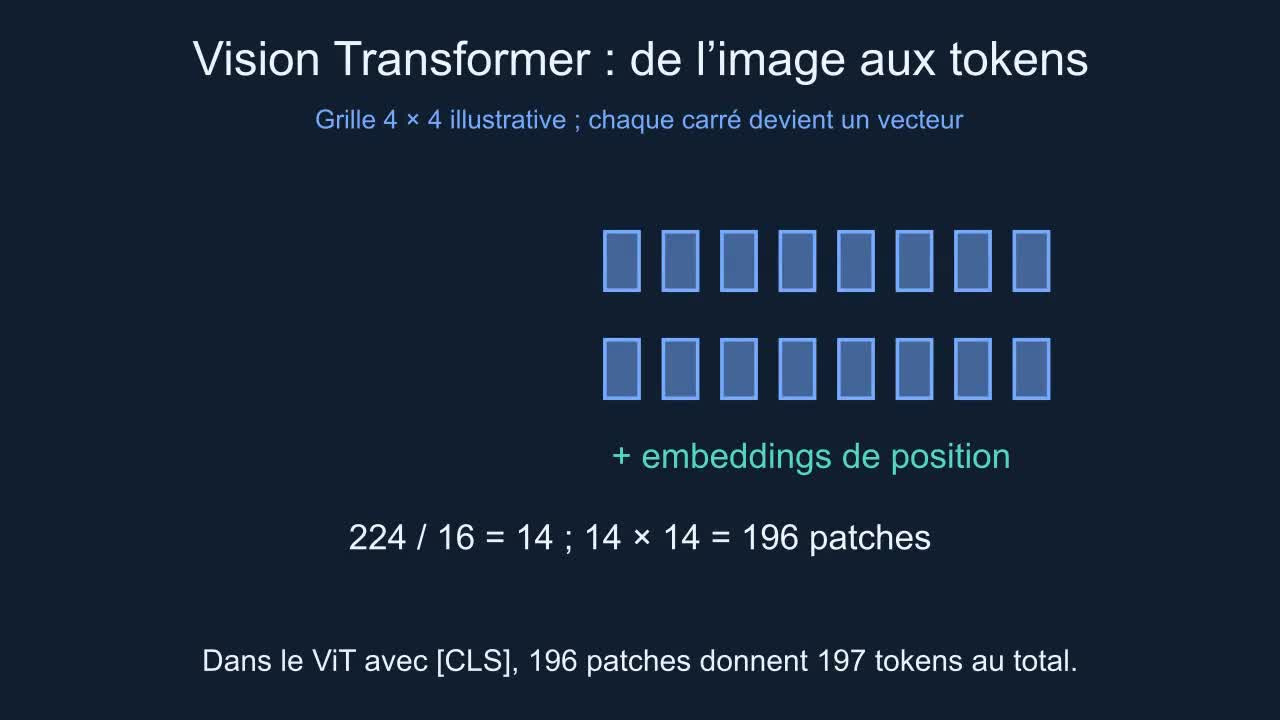 Vision Transformer : de l’image aux tokens
Grille 4 × 4 illustrative ; chaque carré devient un vecteur
+ embeddings de position
224 / 16 = 14 ; 14 × 14 = 196 patches
Dans le ViT avec [CLS], 196 patches donnent 197 tokens au total.